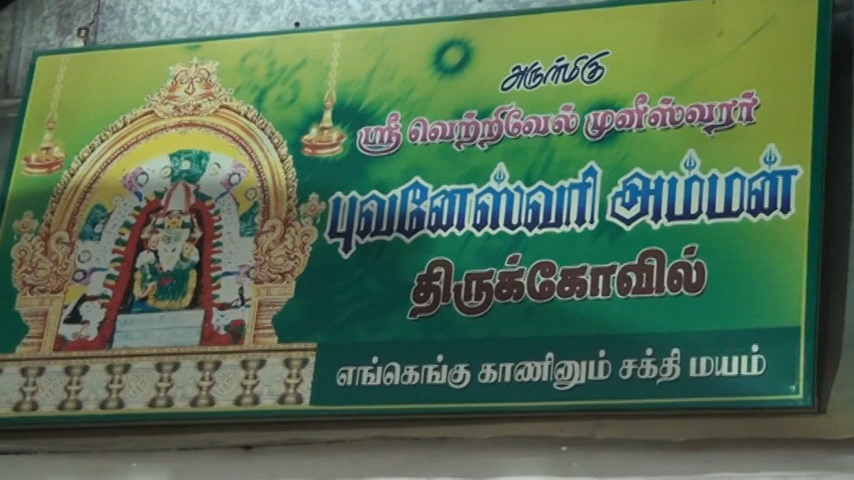 அருள்மிகு
ஸ்ரீ வெற்றிவேல் முனீஸ்வரர்
புவனேஸ்வரி அம்மன்
திருக்கோவில்
எங்கெங்கு காணினும் சக்தி மயம்